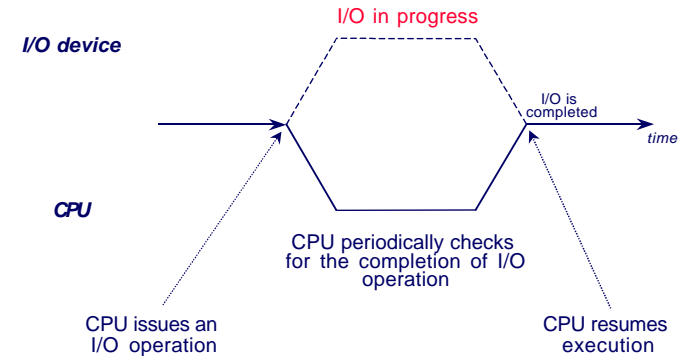 I/O in progress
I/O device
I/O is
completed
time
CPU
CPU periodically checks
for the completion of I/O
operation
CPU issues an
I/O operation
CPU resumes
execution